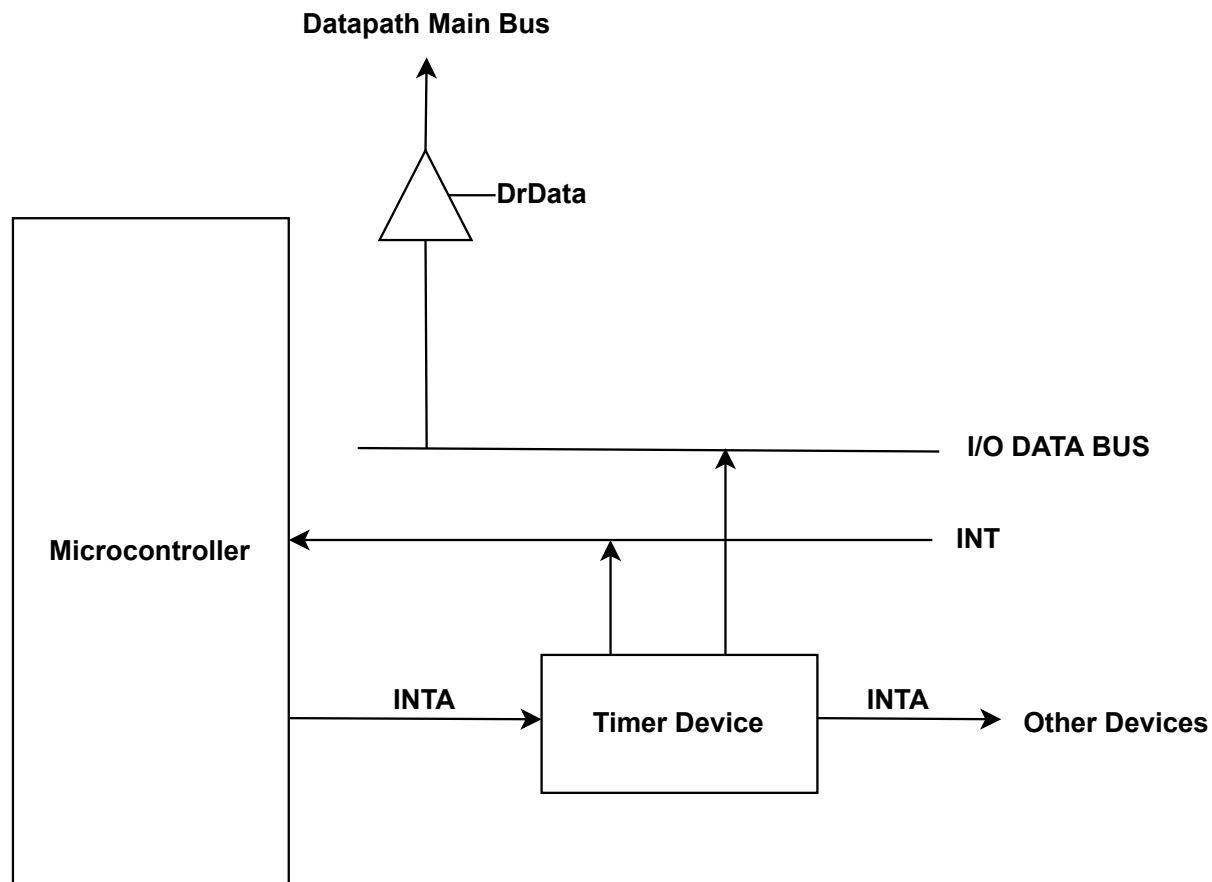 Datapath Main Bus
DrData
I/O DATA BUS
Microcontroller
INT
INTA
INTA
Timer Device
Other Devices